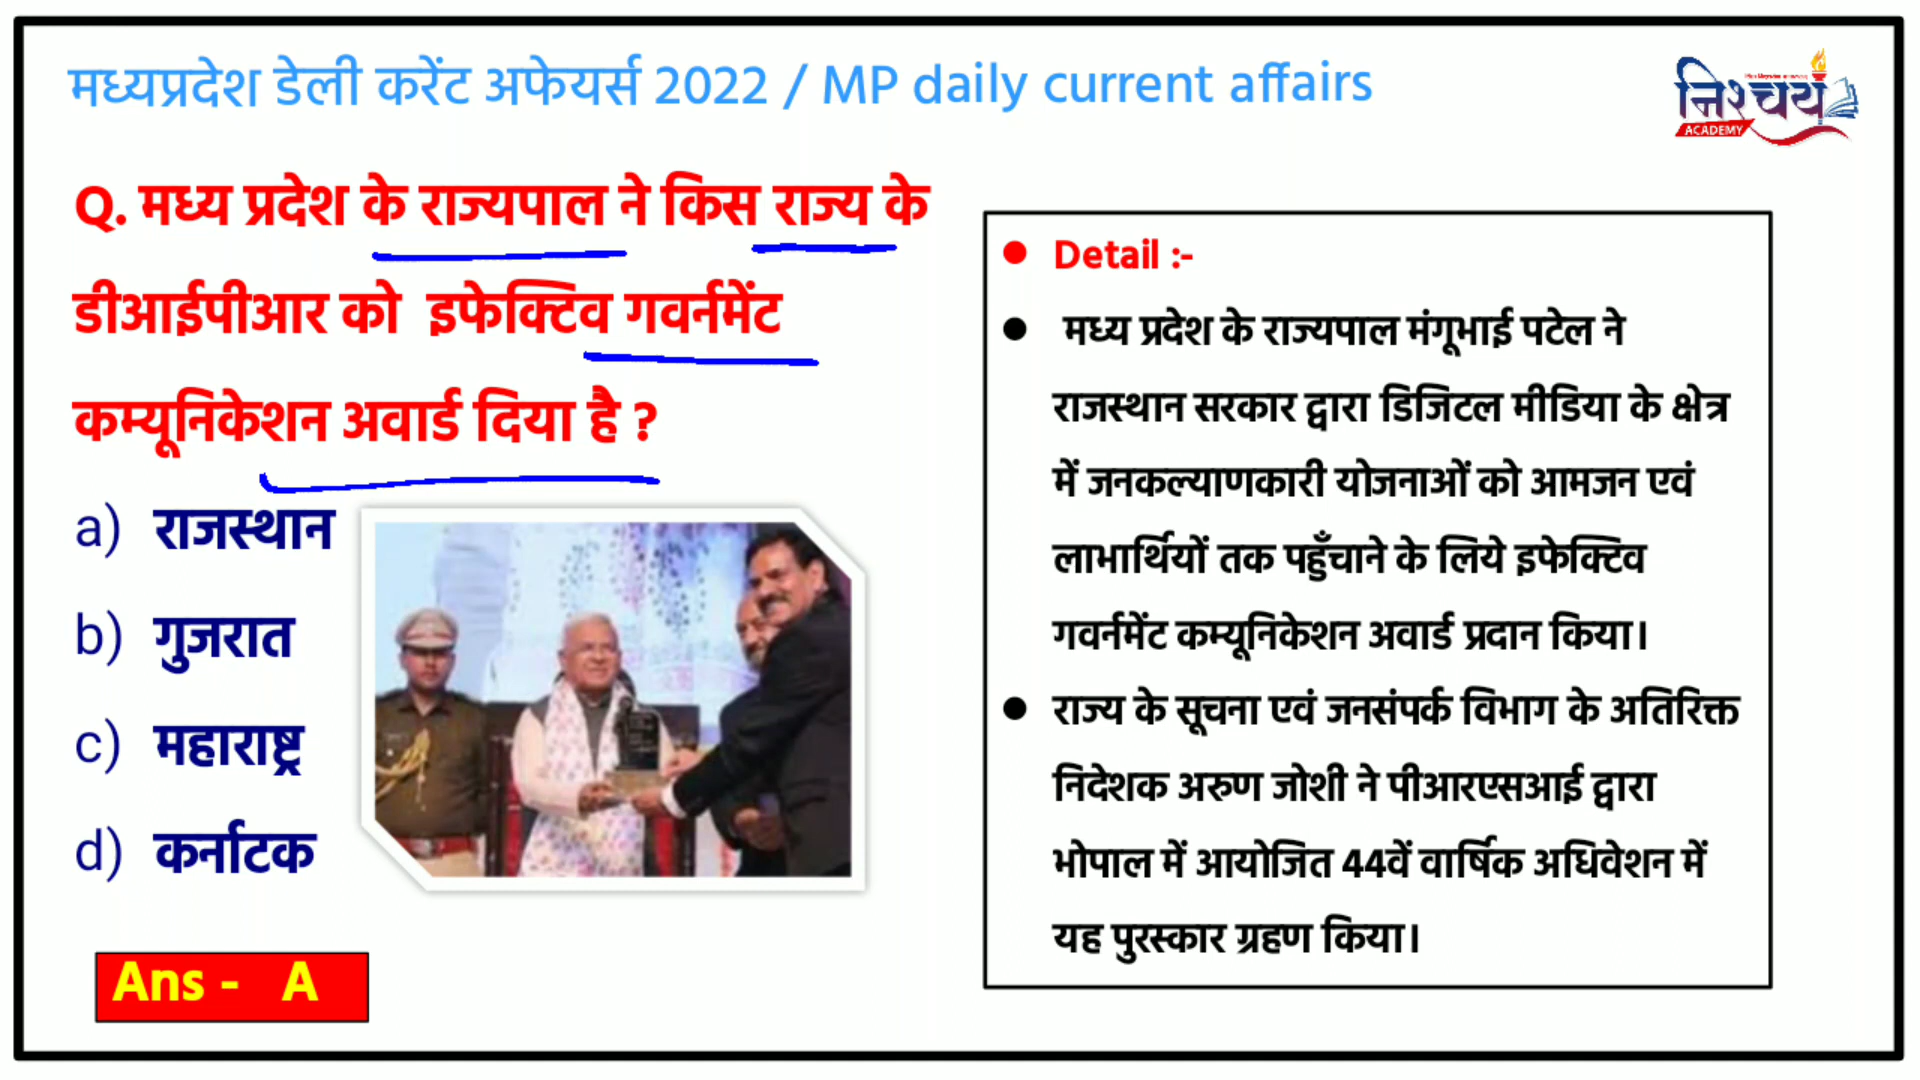 मध्यप्रदेश डेली करेंट अफेयर्स 2022 / MP daily current affairs
निश्चय
ACADEMY
Q. मध्य प्रदेश के राज्यपाल ने किस राज्य के
डीआईपीआर को इफेक्टिव गवर्नमेंट
कम्यूनिकेशन अवार्ड दिया है ?
a) राजस्थान
b) गुजरात
c) महाराष्ट्र
d) कर्नाटक
Ans - A
Detail :-
मध्य प्रदेश के राज्यपाल मंगूभाई पटेल ने
राजस्थान सरकार द्वारा डिजिटल मीडिया के क्षेत्र
में जनकल्याणकारी योजनाओं को आमजन एवं
लाभार्थियों तक पहुँचाने के लिये इफेक्टिव
गवर्नमेंट कम्यूनिकेशन अवार्ड प्रदान किया।
राज्य के सूचना एवं जनसंपर्क विभाग के अतिरिक्त
निदेशक अरुण जोशी ने पीआरएसआई द्वारा
भोपाल में आयोजित 44वें वार्षिक अधिवेशन में
यह पुरस्कार ग्रहण किया।